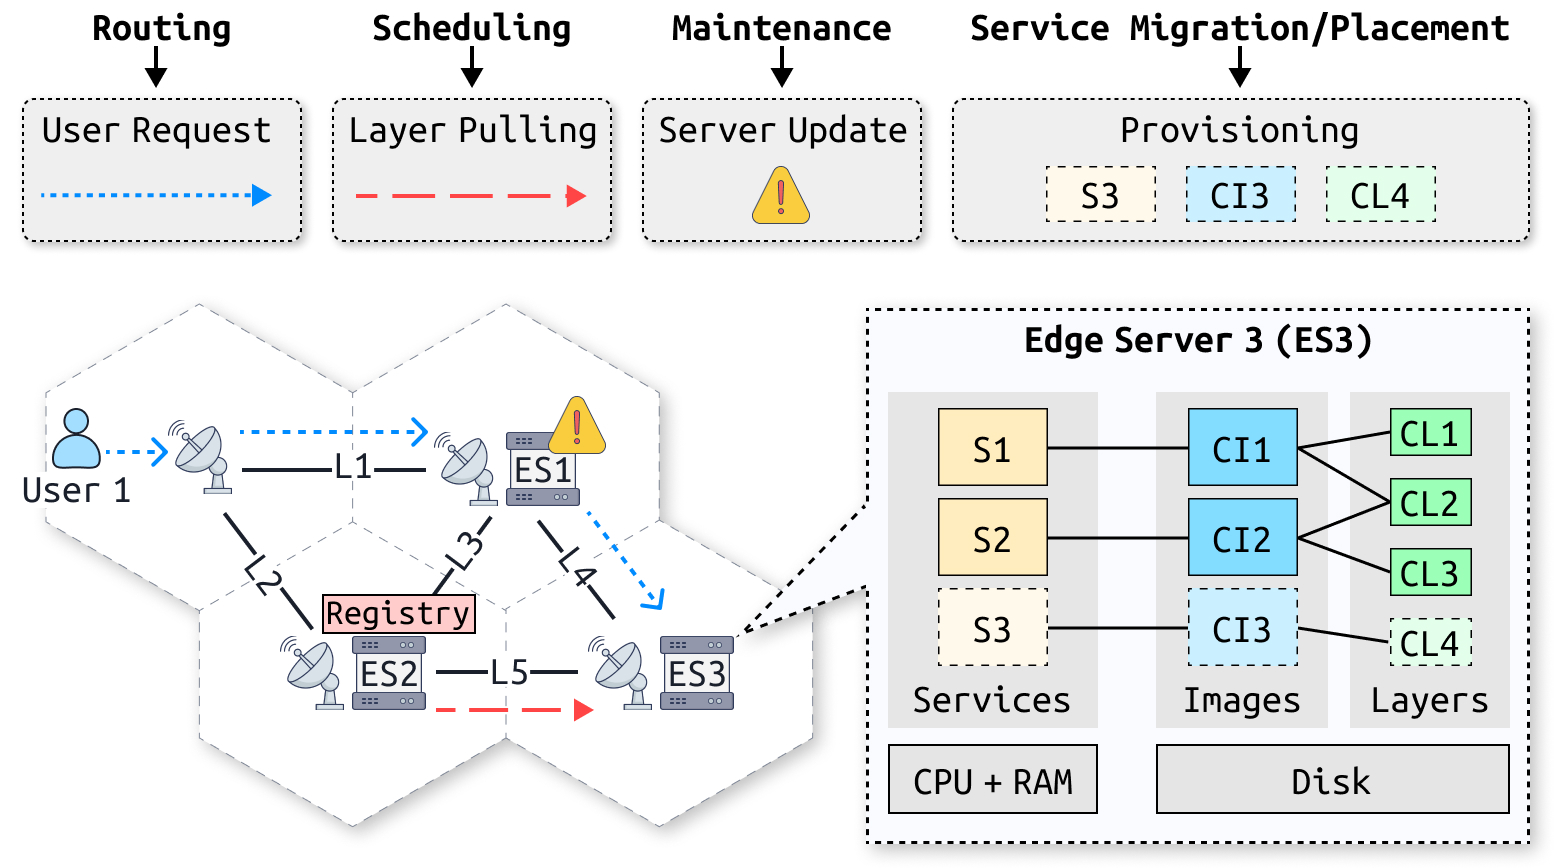 Routing
Scheduling
Maintenance
Service Migration/Placement
User Request
Layer Pulling
Server Update
Provisioning
S3
CI3
CL4
User 1
L1
ES1
L2
L3
L4
Registry
ES2
L5
ES3
Edge Server 3 (ES3)
S1
CI1
CL1
CL2
S2
CI2
CL3
S3
CI3
CL4
Services
Images
Layers
CPU + RAM
Disk